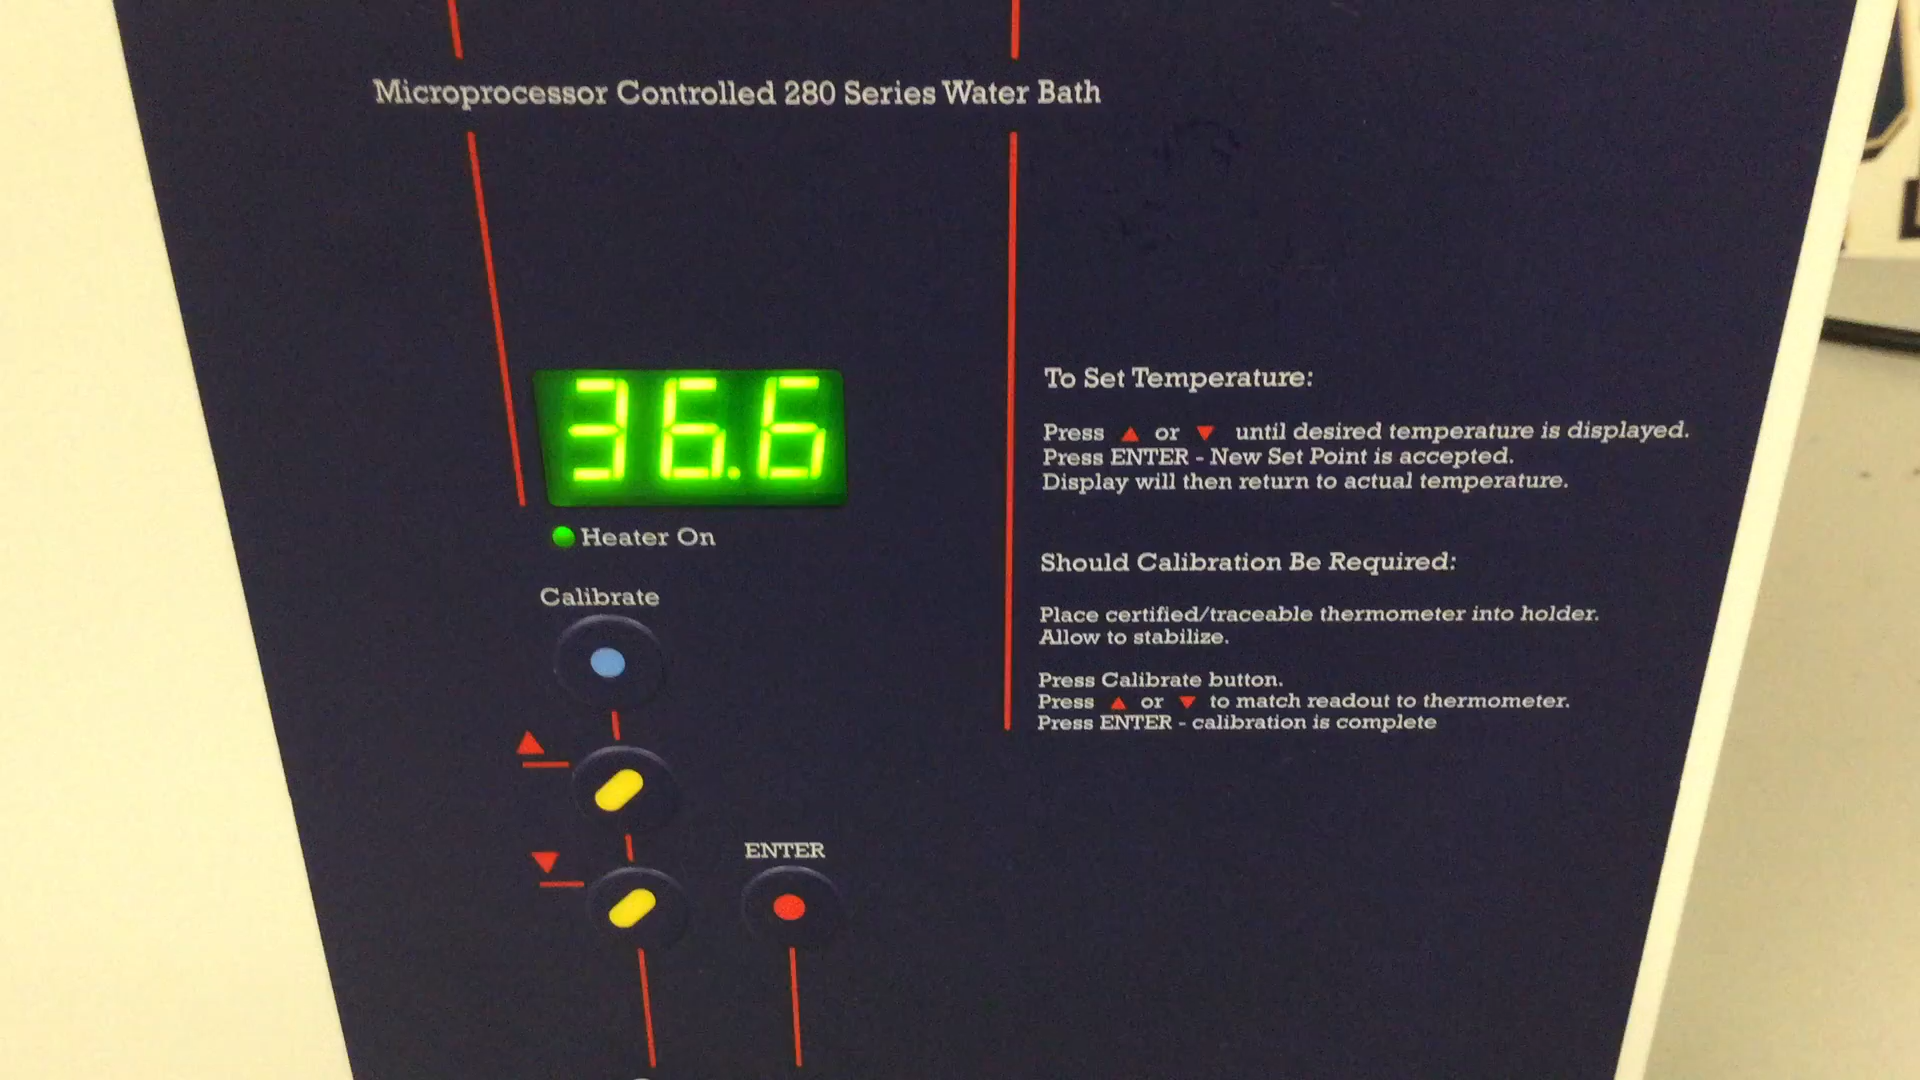 Microprocessor Controlled 280 Series Water Bath
36.6
Heater On
Calibrate
ENTER
To Set Temperature:
Press ▲ or ▼ until desired temperature is displayed.
Press ENTER - New Set Point is accepted.
Display will then return to actual temperature.
Should Calibration Be Required:
Place certified/traceable thermometer into holder.
Allow to stabilize.
Press Calibrate button.
Press ▲ or ▼ to match readout to thermometer.
Press ENTER - calibration is complete